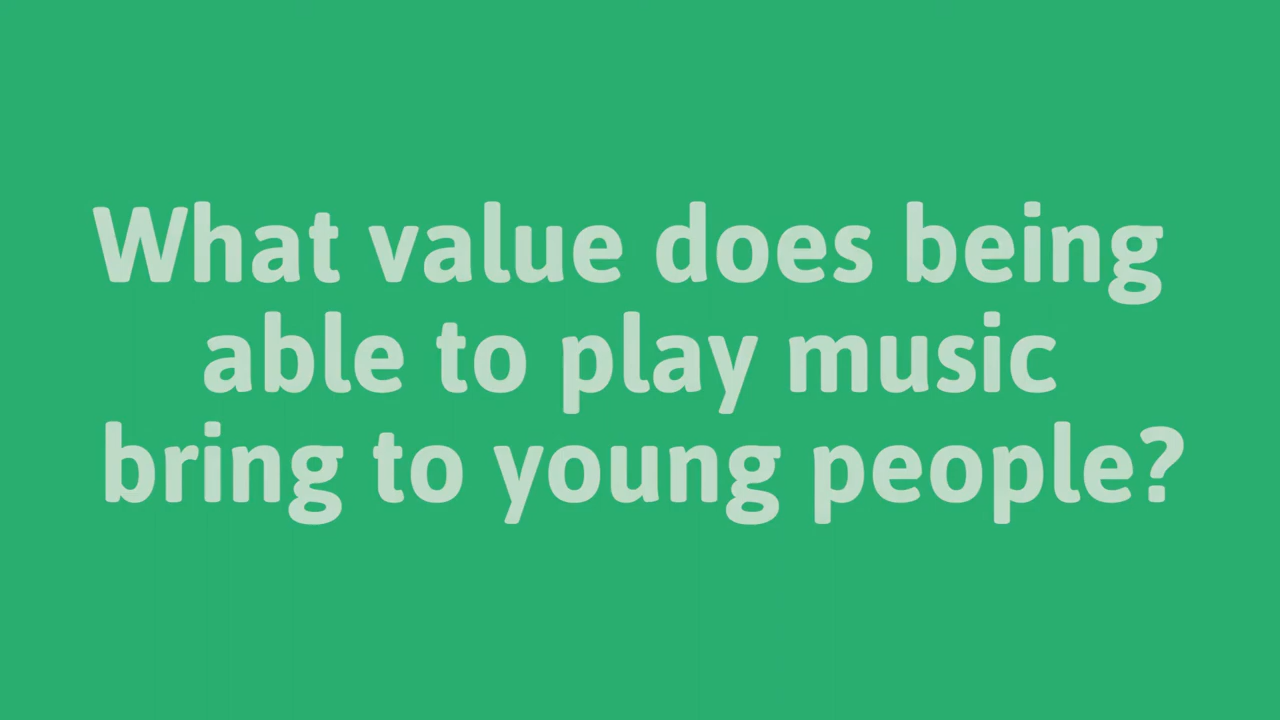 What value does being
able to play music
bring to young people?